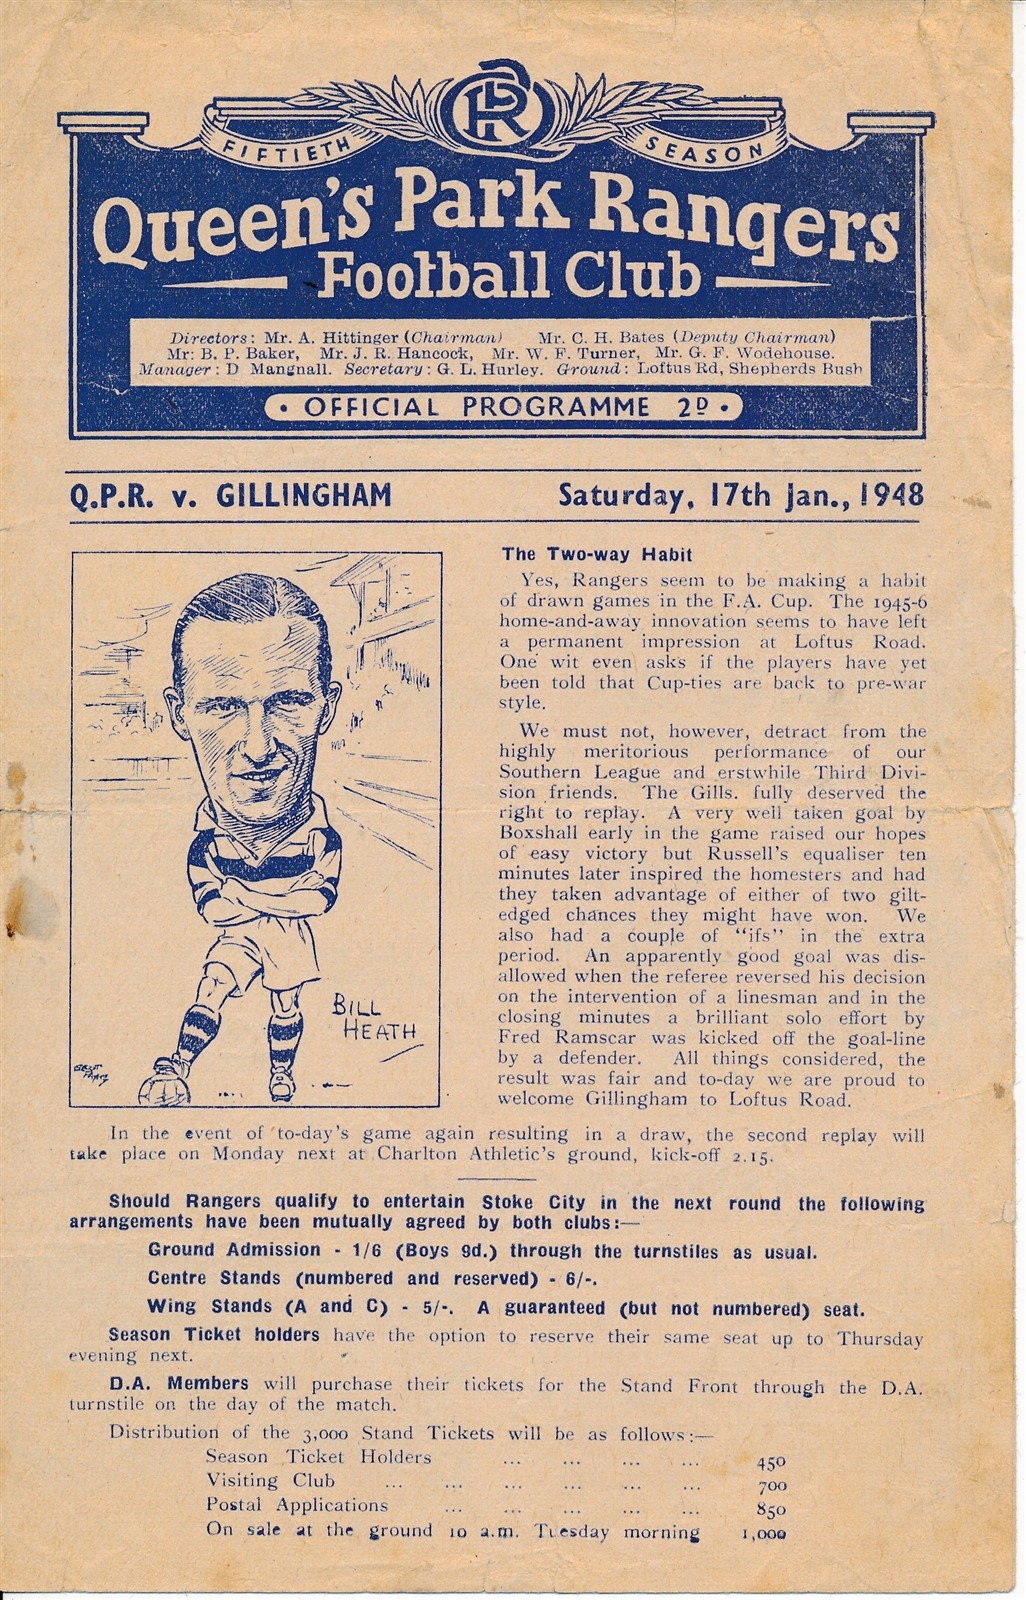 FIFTIETH SEASON
Queen's Park Rangers
Football Club
Directors: Mr. A. Hittinger (Chairman) Mr. C. H. Bates (Deputy Chairman)
Mr: B. P. Baker, Mr. J. R. Hancock, Mr. W. F. Turner, Mr. G. F. Wodehouse.
Manager: D Mangnall. Secretary: G. L. Hurley. Ground: Loftus Rd, Shepherds Bush
• OFFICIAL PROGRAMME 2D •
Q.P.R. v. GILLINGHAM Saturday, 17th Jan., 1948
BILL
HEATH
The Two-way Habit
Yes, Rangers seem to be making a habit
of drawn games in the F.A. Cup. The 1945-6
home-and-away innovation seems to have left
a permanent impression at Loftus Road.
One wit even asks if the players have yet
been told that Cup-ties are back to pre-war
style.
We must not, however, detract from the
highly meritorious performance of our
Southern League and erstwhile Third Divi-
sion friends. The Gills. fully deserved the
right to replay. A very well taken goal by
Boxshall early in the game raised our hopes
of easy victory but Russell's equaliser ten
minutes later inspired the homesters and had
they taken advantage of either of two gilt-
edged chances they might have won. We
also had a couple of "ifs" in the extra
period. An apparently good goal was dis-
allowed when the referee reversed his decision
on the intervention of a linesman and in the
closing minutes a brilliant solo effort by
Fred Ramscar was kicked off the goal-line
by a defender. All things considered, the
result was fair and to-day we are proud to
welcome Gillingham to Loftus Road.
In the event of to-day's game again resulting in a draw, the second replay will
take place on Monday next at Charlton Athletic's ground, kick-off 2.15.
Should Rangers qualify to entertain Stoke City in the next round the following
arrangements have been mutually agreed by both clubs:—
Ground Admission - 1/6 (Boys 9d.) through the turnstiles as usual.
Centre Stands (numbered and reserved) - 6/-.
Wing Stands (A and C) - 5/-. A guaranteed (but not numbered) seat.
Season Ticket holders have the option to reserve their same seat up to Thursday
evening next.
D.A. Members will purchase their tickets for the Stand Front through the D.A.
turnstile on the day of the match.
Distribution of the 3,000 Stand Tickets will be as follows:—
Season Ticket Holders ... ... ... ... 450
Visiting Club ... ... ... ... ... ... 700
Postal Applications ... ... ... ... ... 850
On sale at the ground 10 a.m. Tuesday morning 1,000